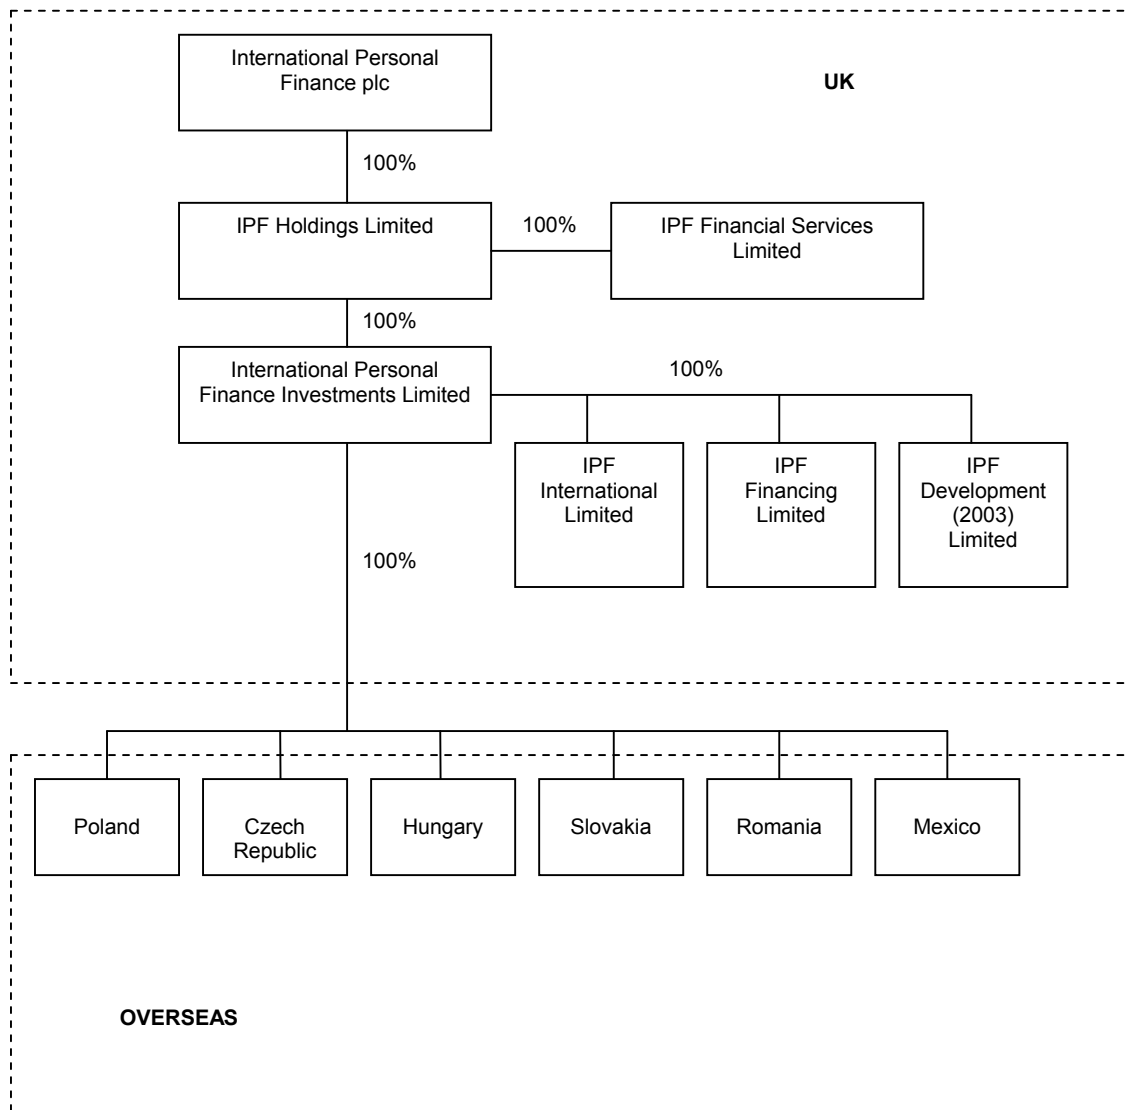 International Personal
Finance plc
UK
100%
IPF Holdings Limited
100%
IPF Financial Services
Limited
100%
International Personal
Finance Investments Limited
100%
IPF
International
Limited
IPF
Financing
Limited
IPF
Development
(2003)
Limited
100%
Poland
Czech
Republic
Hungary
Slovakia
Romania
Mexico
OVERSEAS